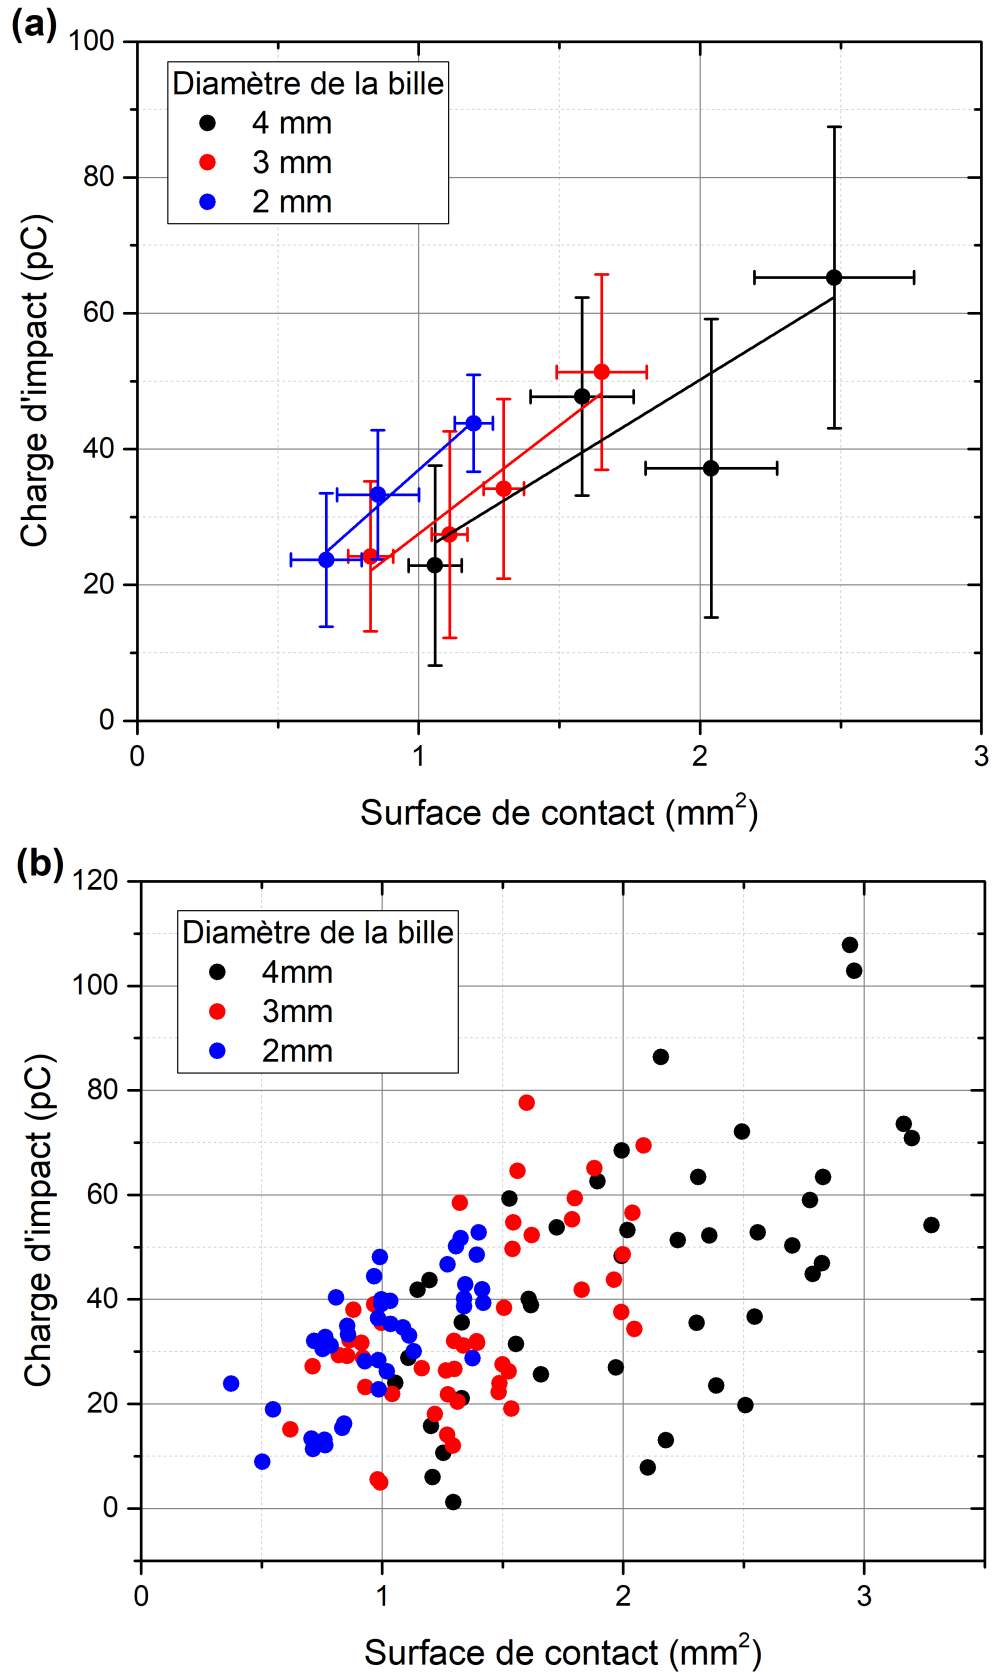 (a)
100
80
60
40
20
0
Charge d'impact (pC)
Diamètre de la bille
4 mm
3 mm
2 mm
0 1 2 3
Surface de contact (mm²)
(b)
120
100
80
60
40
20
0
Charge d'impact (pC)
Diamètre de la bille
4mm
3mm
2mm
0 1 2 3
Surface de contact (mm²)